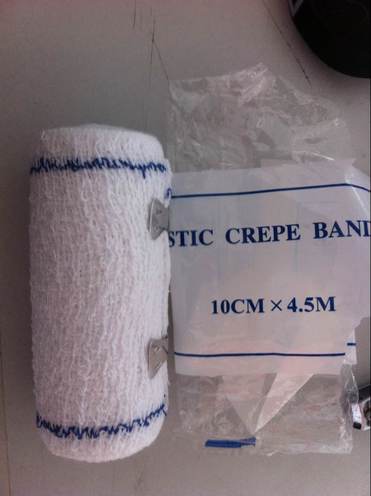 STIC CREPE BAND
10CM × 4.5M